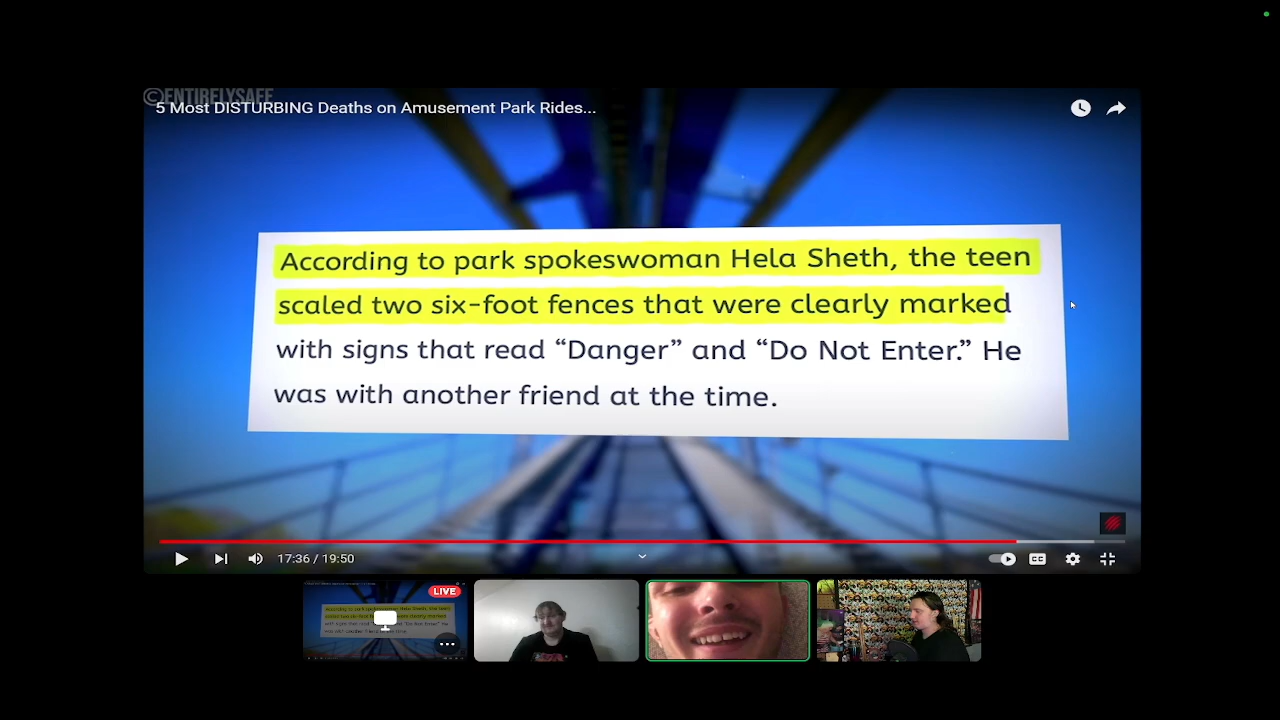 ©ENTIRELYSAFE
5 Most DISTURBING Deaths on Amusement Park Rides...
According to park spokeswoman Hela Sheth, the teen
scaled two six-foot fences that were clearly marked
with signs that read “Danger” and “Do Not Enter.” He
was with another friend at the time.
17:36 / 19:50
CC
LIVE